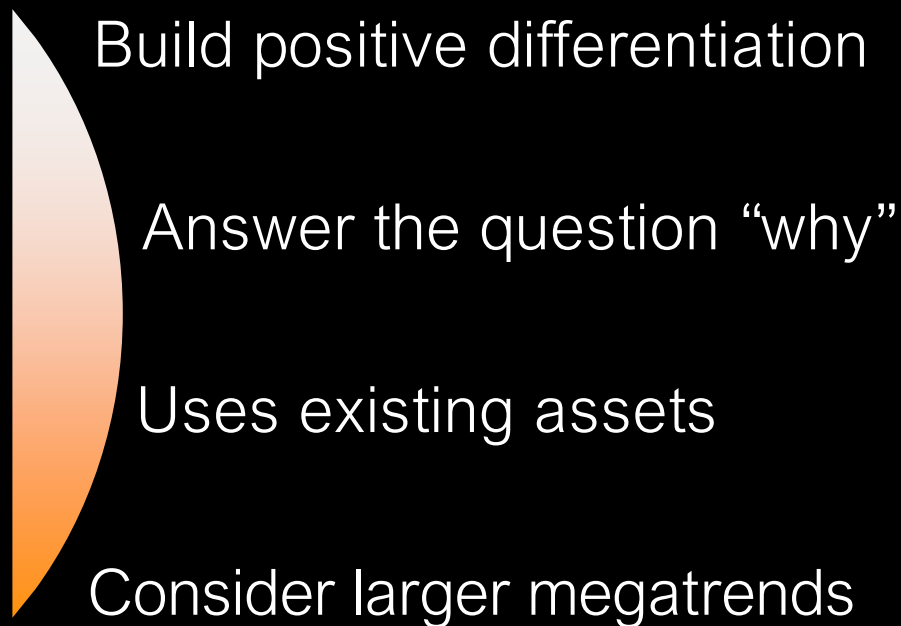 Build positive differentiation
Answer the question “why”
Uses existing assets
Consider larger megatrends